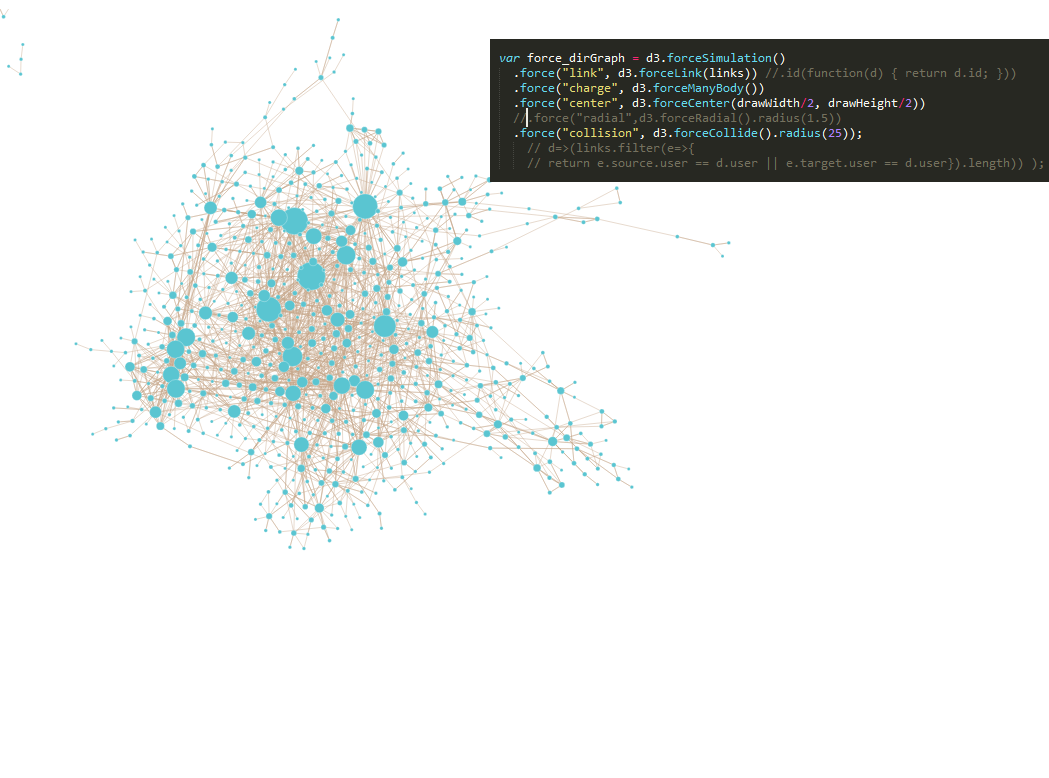 var force_dirGraph = d3.forceSimulation()
.force("link", d3.forceLink(links)) //.id(function(d) { return d.id; }))
.force("charge", d3.forceManyBody())
.force("center", d3.forceCenter(drawWidth/2, drawHeight/2))
//.force("radial",d3.forceRadial().radius(1.5))
.force("collision", d3.forceCollide().radius(25));
// d=>(links.filter(e=>{
// return e.source.user == d.user || e.target.user == d.user}).length)) );